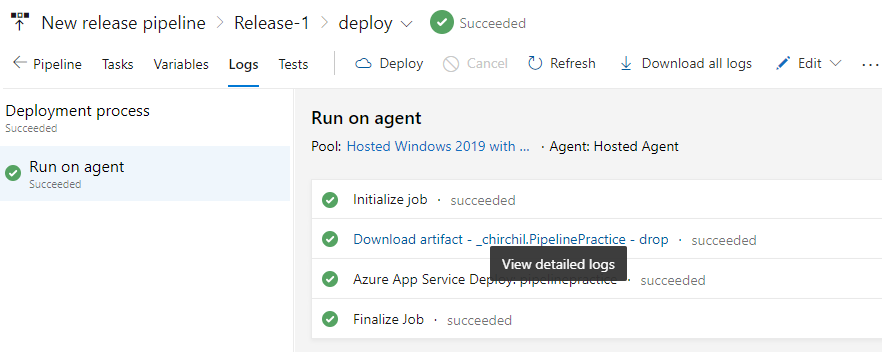 New release pipeline > Release-1 > deploy Succeeded
Pipeline Tasks Variables Logs Tests Deploy Cancel Refresh Download all logs Edit ...
Deployment process
Succeeded
Run on agent
Succeeded
Run on agent
Pool: Hosted Windows 2019 with ... · Agent: Hosted Agent
Initialize job · succeeded
Download artifact - _chirchil.PipelinePractice - drop · succeeded
View detailed logs
Azure App Service Deploy: pipelinepractice · succeeded
Finalize Job · succeeded